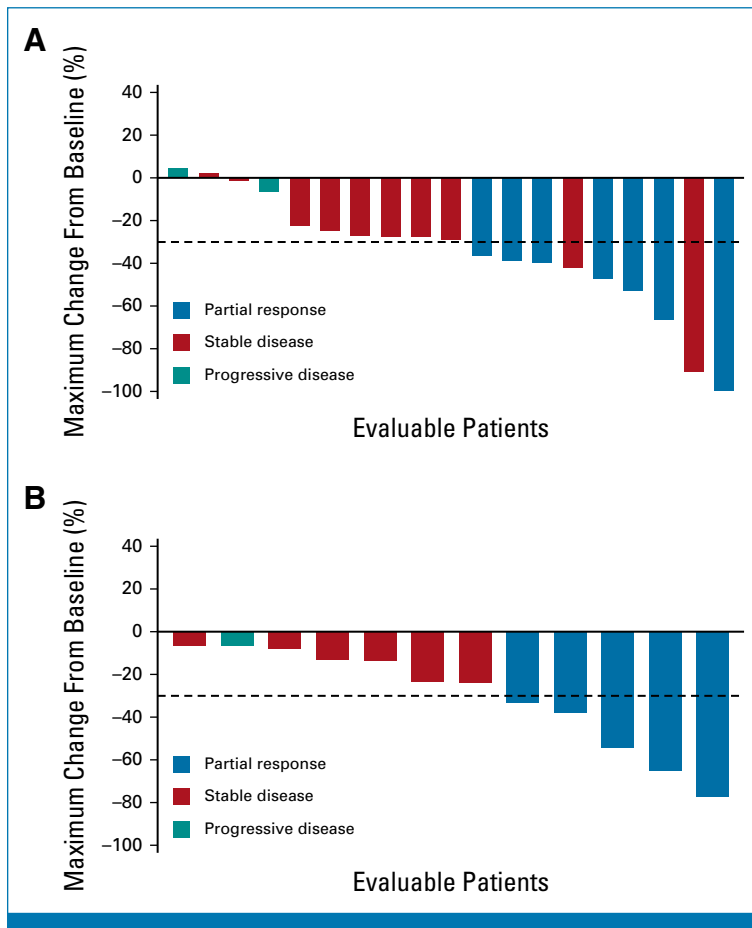 A
Maximum Change From Baseline (%)
40
20
0
–20
–40
–60
–80
–100
Partial response
Stable disease
Progressive disease
Evaluable Patients
B
Maximum Change From Baseline (%)
40
20
0
–20
–40
–60
–80
–100
Partial response
Stable disease
Progressive disease
Evaluable Patients